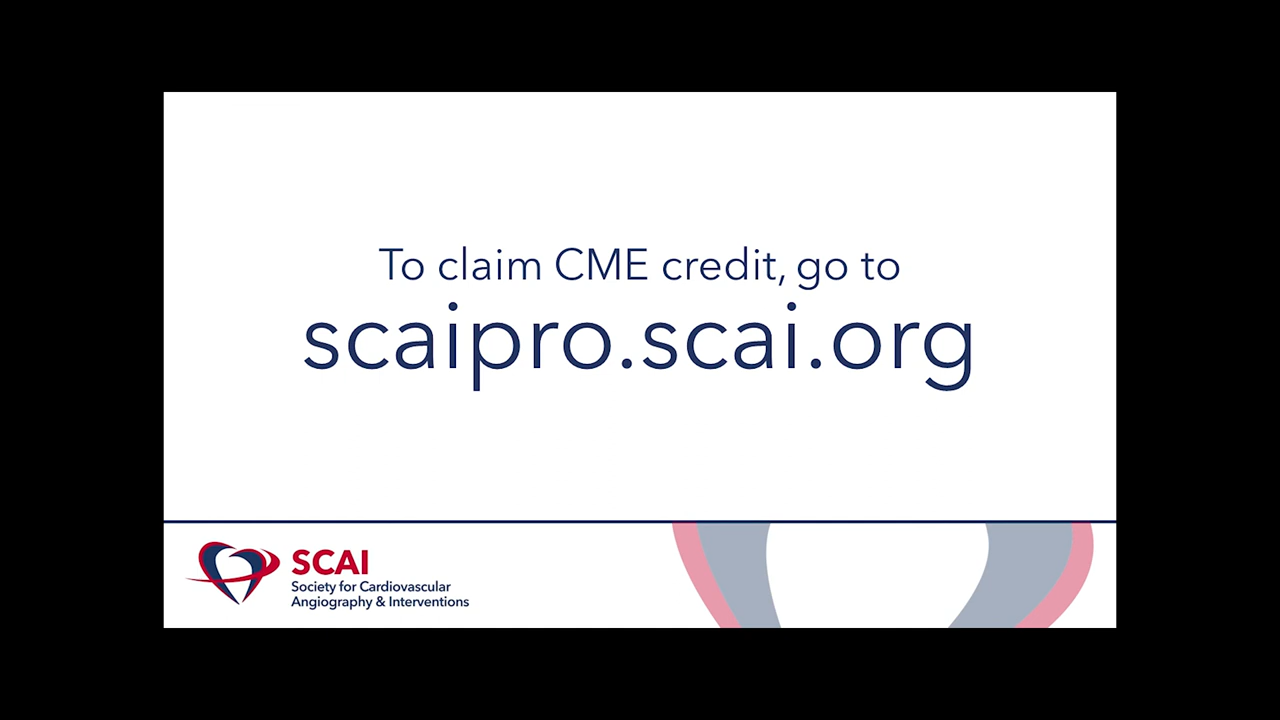 To claim CME credit, go to
scaipro.scai.org
SCAI
Society for Cardiovascular
Angiography & Interventions